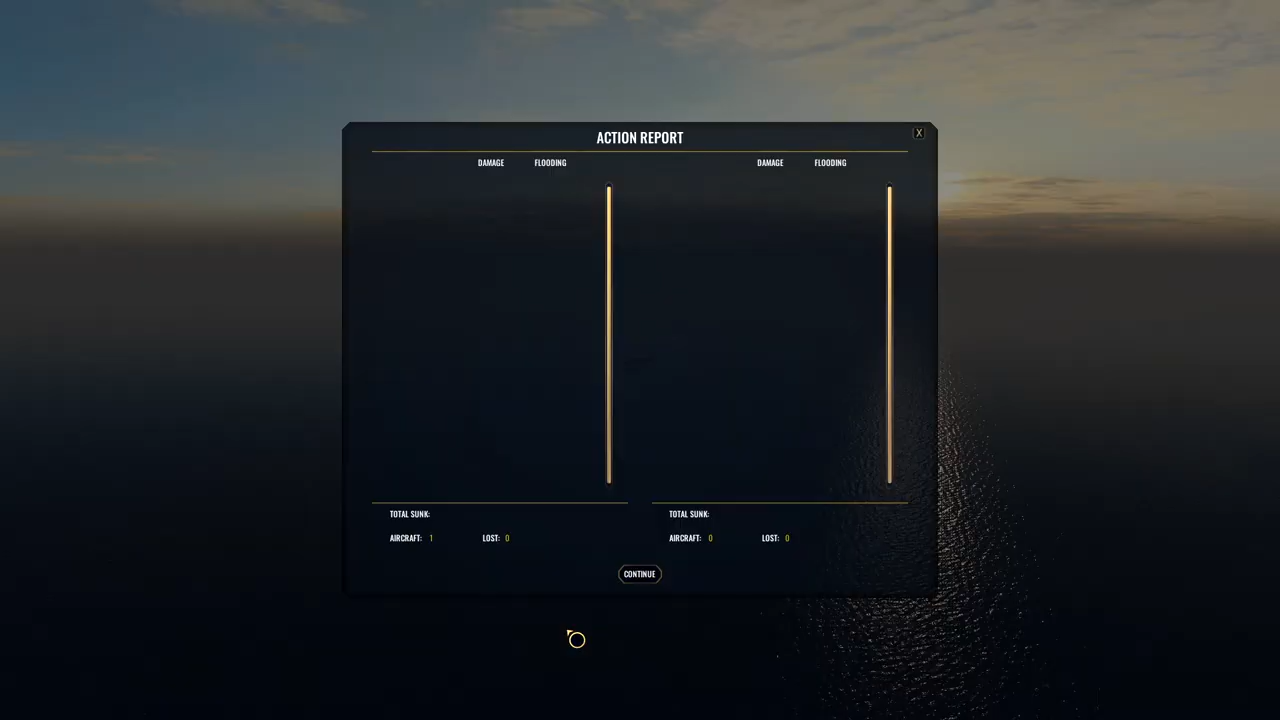 ACTION REPORT
X
DAMAGE FLOODING DAMAGE FLOODING
TOTAL SUNK: TOTAL SUNK:
AIRCRAFT: 1 LOST: 0 AIRCRAFT: 0 LOST: 0
CONTINUE